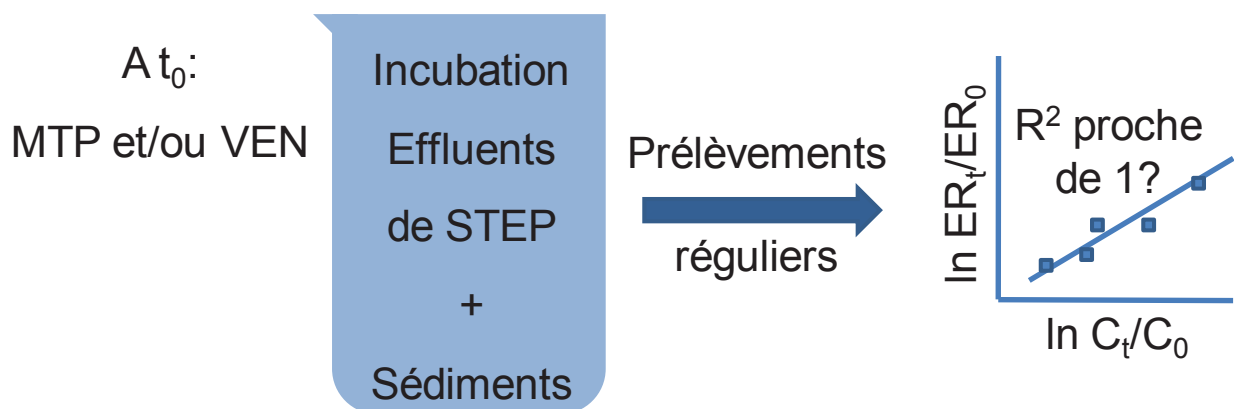 A t₀:
MTP et/ou VEN
Incubation
Effluents
de STEP
+
Sédiments
Prélèvements
réguliers
ln ERₜ/ER₀
R² proche
de 1?
ln Cₜ/C₀